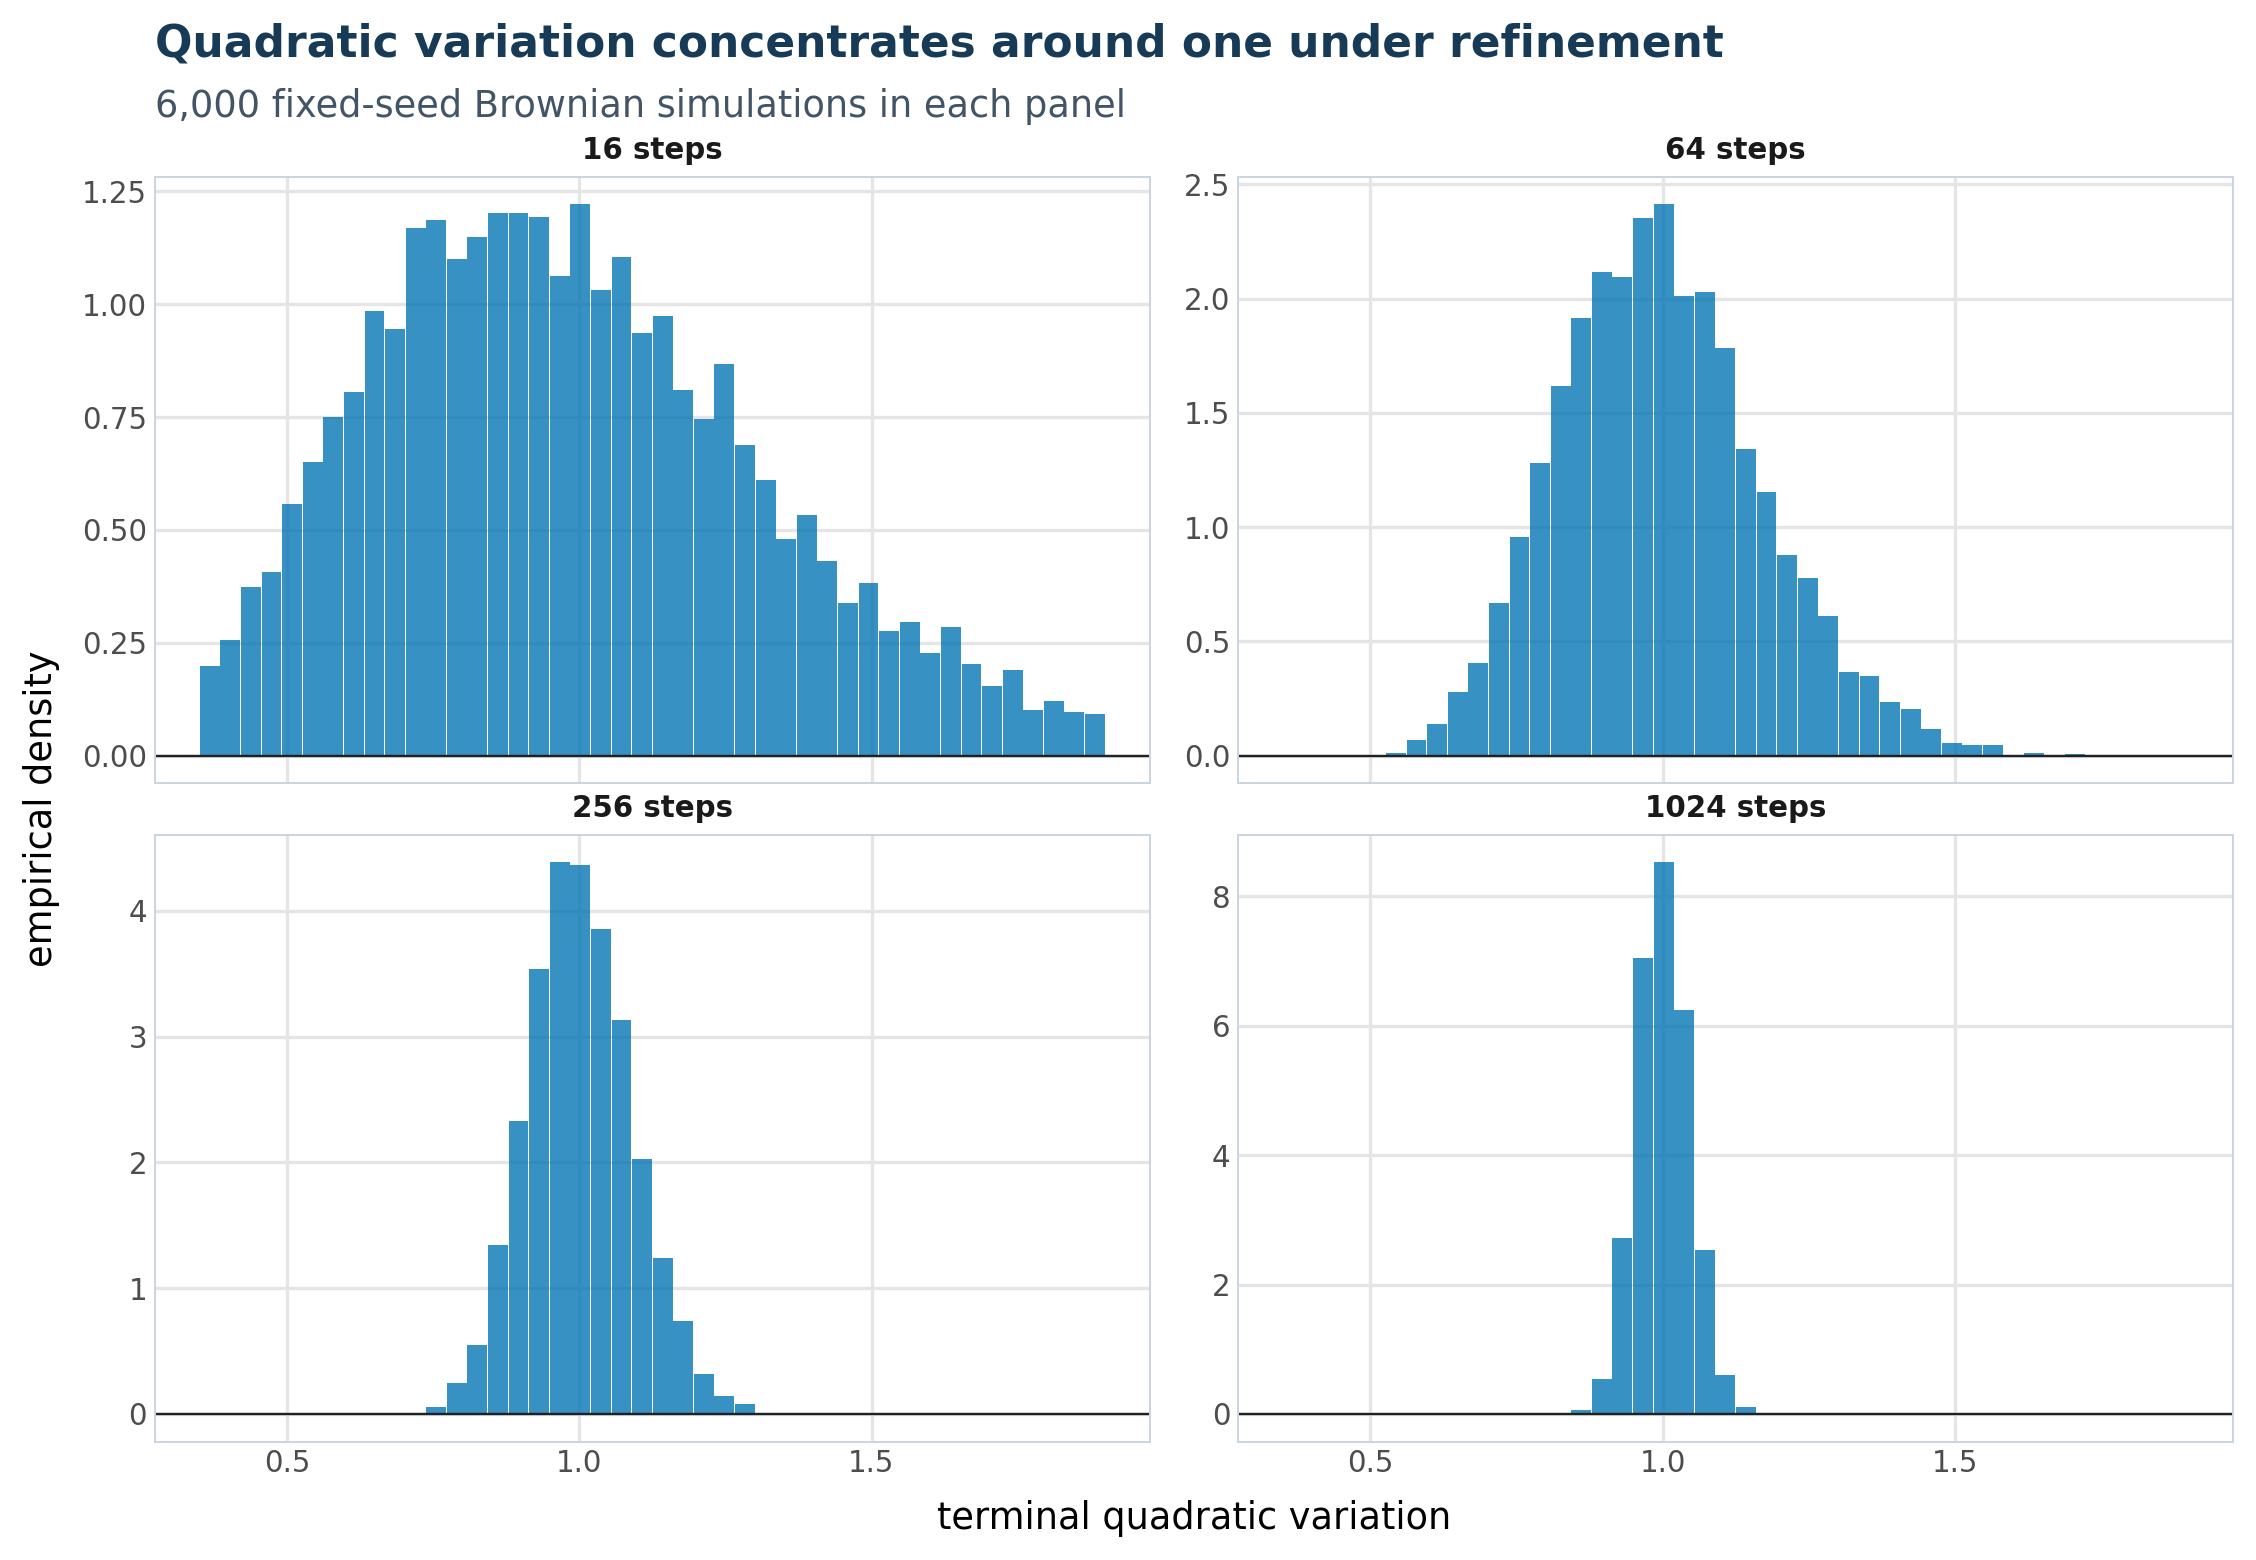 Quadratic variation concentrates around one under refinement
6,000 fixed-seed Brownian simulations in each panel
16 steps
64 steps
1.25
1.00
0.75
0.50
0.25
0.00
2.5
2.0
1.5
1.0
0.5
0.0
empirical density
256 steps
1024 steps
4
3
2
1
0
8
6
4
2
0
0.5 1.0 1.5
0.5 1.0 1.5
terminal quadratic variation